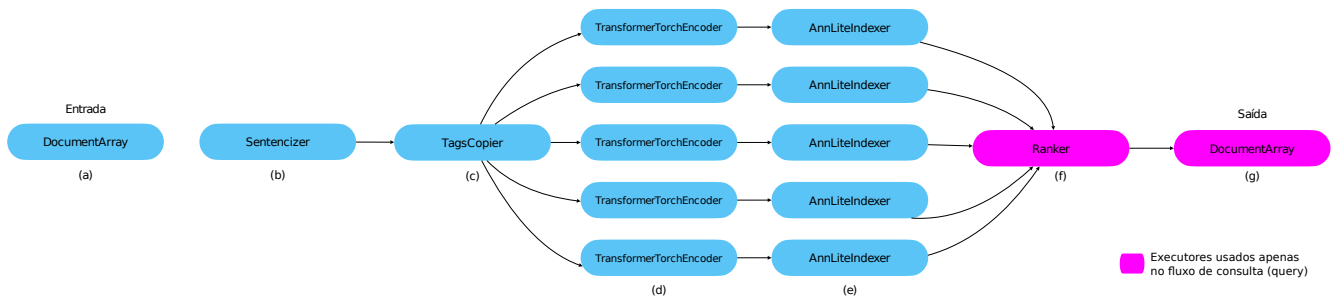 Entrada
DocumentArray
(a)
Sentencizer
(b)
TagsCopier
(c)
TransformerTorchEncoder
TransformerTorchEncoder
TransformerTorchEncoder
TransformerTorchEncoder
TransformerTorchEncoder
(d)
AnnLiteIndexer
AnnLiteIndexer
AnnLiteIndexer
AnnLiteIndexer
AnnLiteIndexer
(e)
Ranker
(f)
Saída
DocumentArray
(g)
Executores usados apenas
no fluxo de consulta (query)